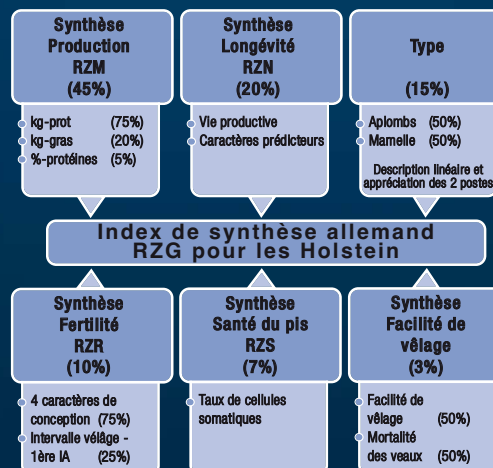 Synthèse
Production
RZM
(45%)
kg-prot (75%)
kg-gras (20%)
%-protéines (5%)
Synthèse
Longévité
RZN
(20%)
Vie productive
Caractères prédicteurs
Type
(15%)
Aplombs (50%)
Mamelle (50%)
Description linéaire et
appréciation des 2 postes
Index de synthèse allemand
RZG pour les Holstein
Synthèse
Fertilité
RZR
(10%)
4 caractères de
conception (75%)
Intervalle vélâge -
1ère IA (25%)
Synthèse
Santé du pis
RZS
(7%)
Taux de cellules
somatiques
Synthèse
Facilité de
vêlage
(3%)
Facilité de
vêlage (50%)
Mortalité
des veaux (50%)